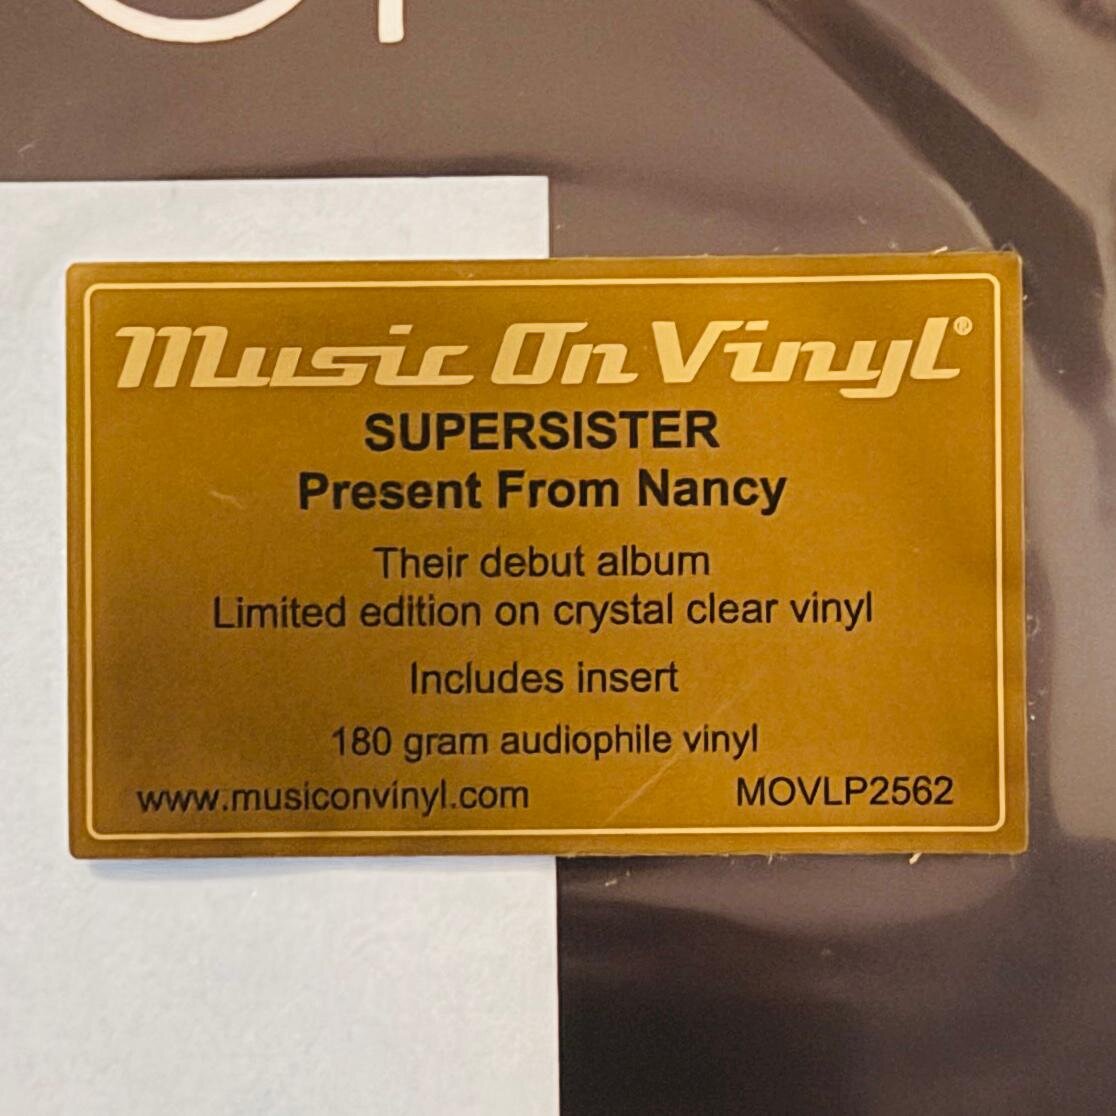 Music On Vinyl®
SUPERSISTER
Present From Nancy
Their debut album
Limited edition on crystal clear vinyl
Includes insert
180 gram audiophile vinyl
www.musiconvinyl.com MOVLP2562